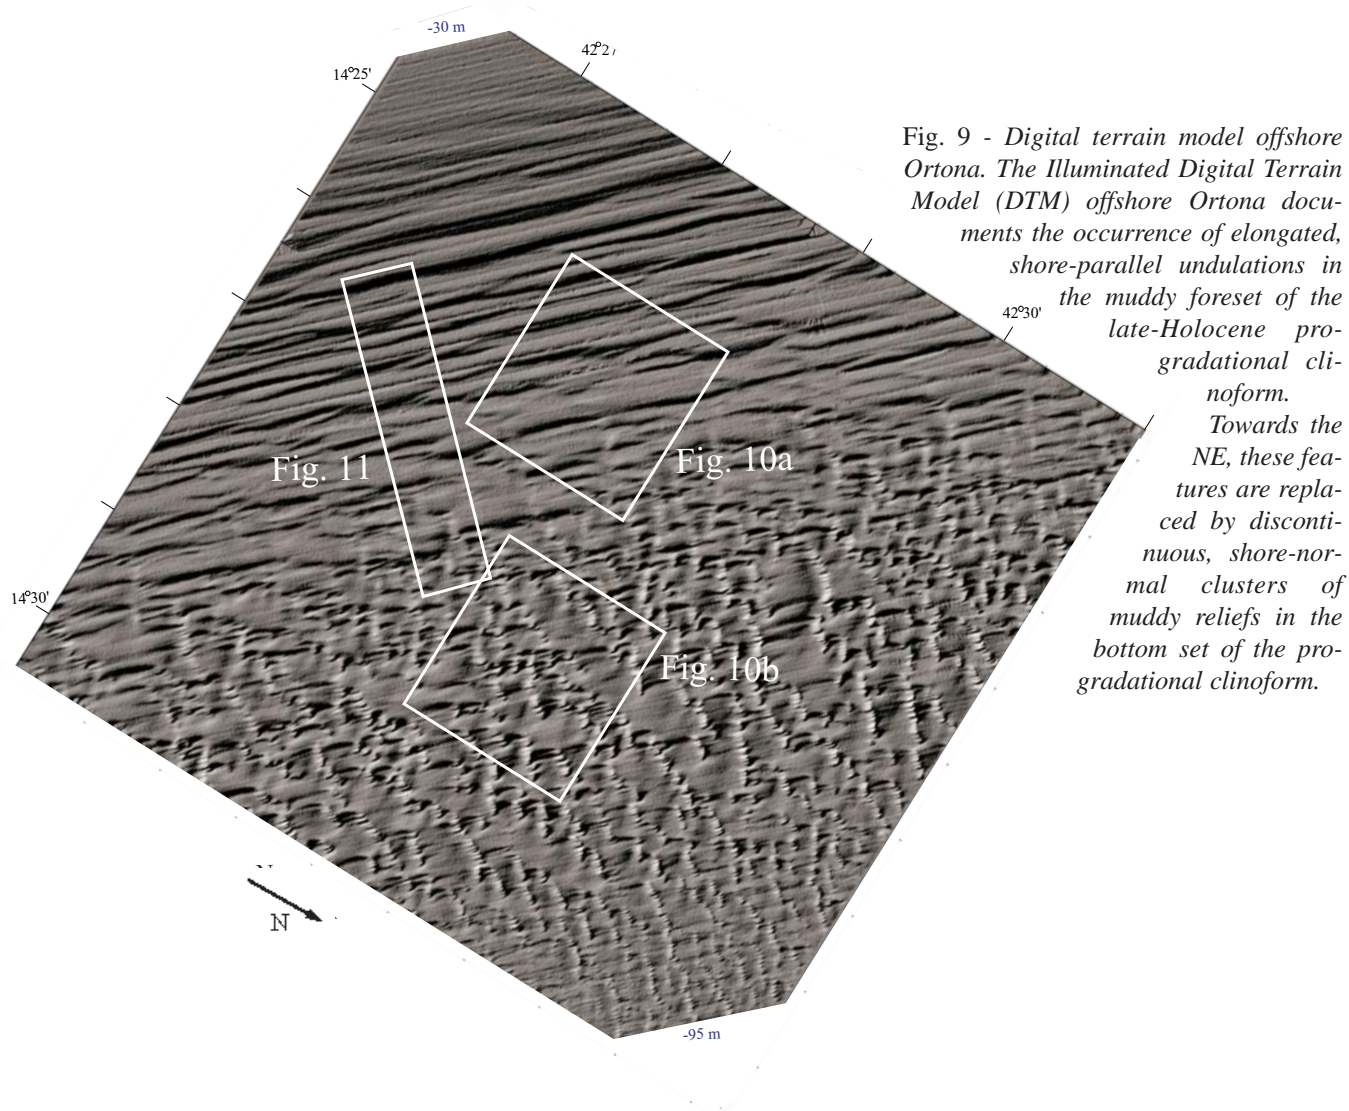 -30 m
14°25'
Fig. 11
Fig. 10a
Fig. 10b
42°30'
14°30'
N
-95 m
Fig. 9 - Digital terrain model offshore
Ortona. The Illuminated Digital Terrain
Model (DTM) offshore Ortona docu-
ments the occurrence of elongated,
shore-parallel undulations in
the muddy foreset of the
late-Holocene pro-
gradational cli-
noform.
Towards the
NE, these fea-
tures are repla-
ced by disconti-
nuous, shore-nor-
mal clusters of
muddy reliefs in the
bottom set of the pro-
gradational clinoform.